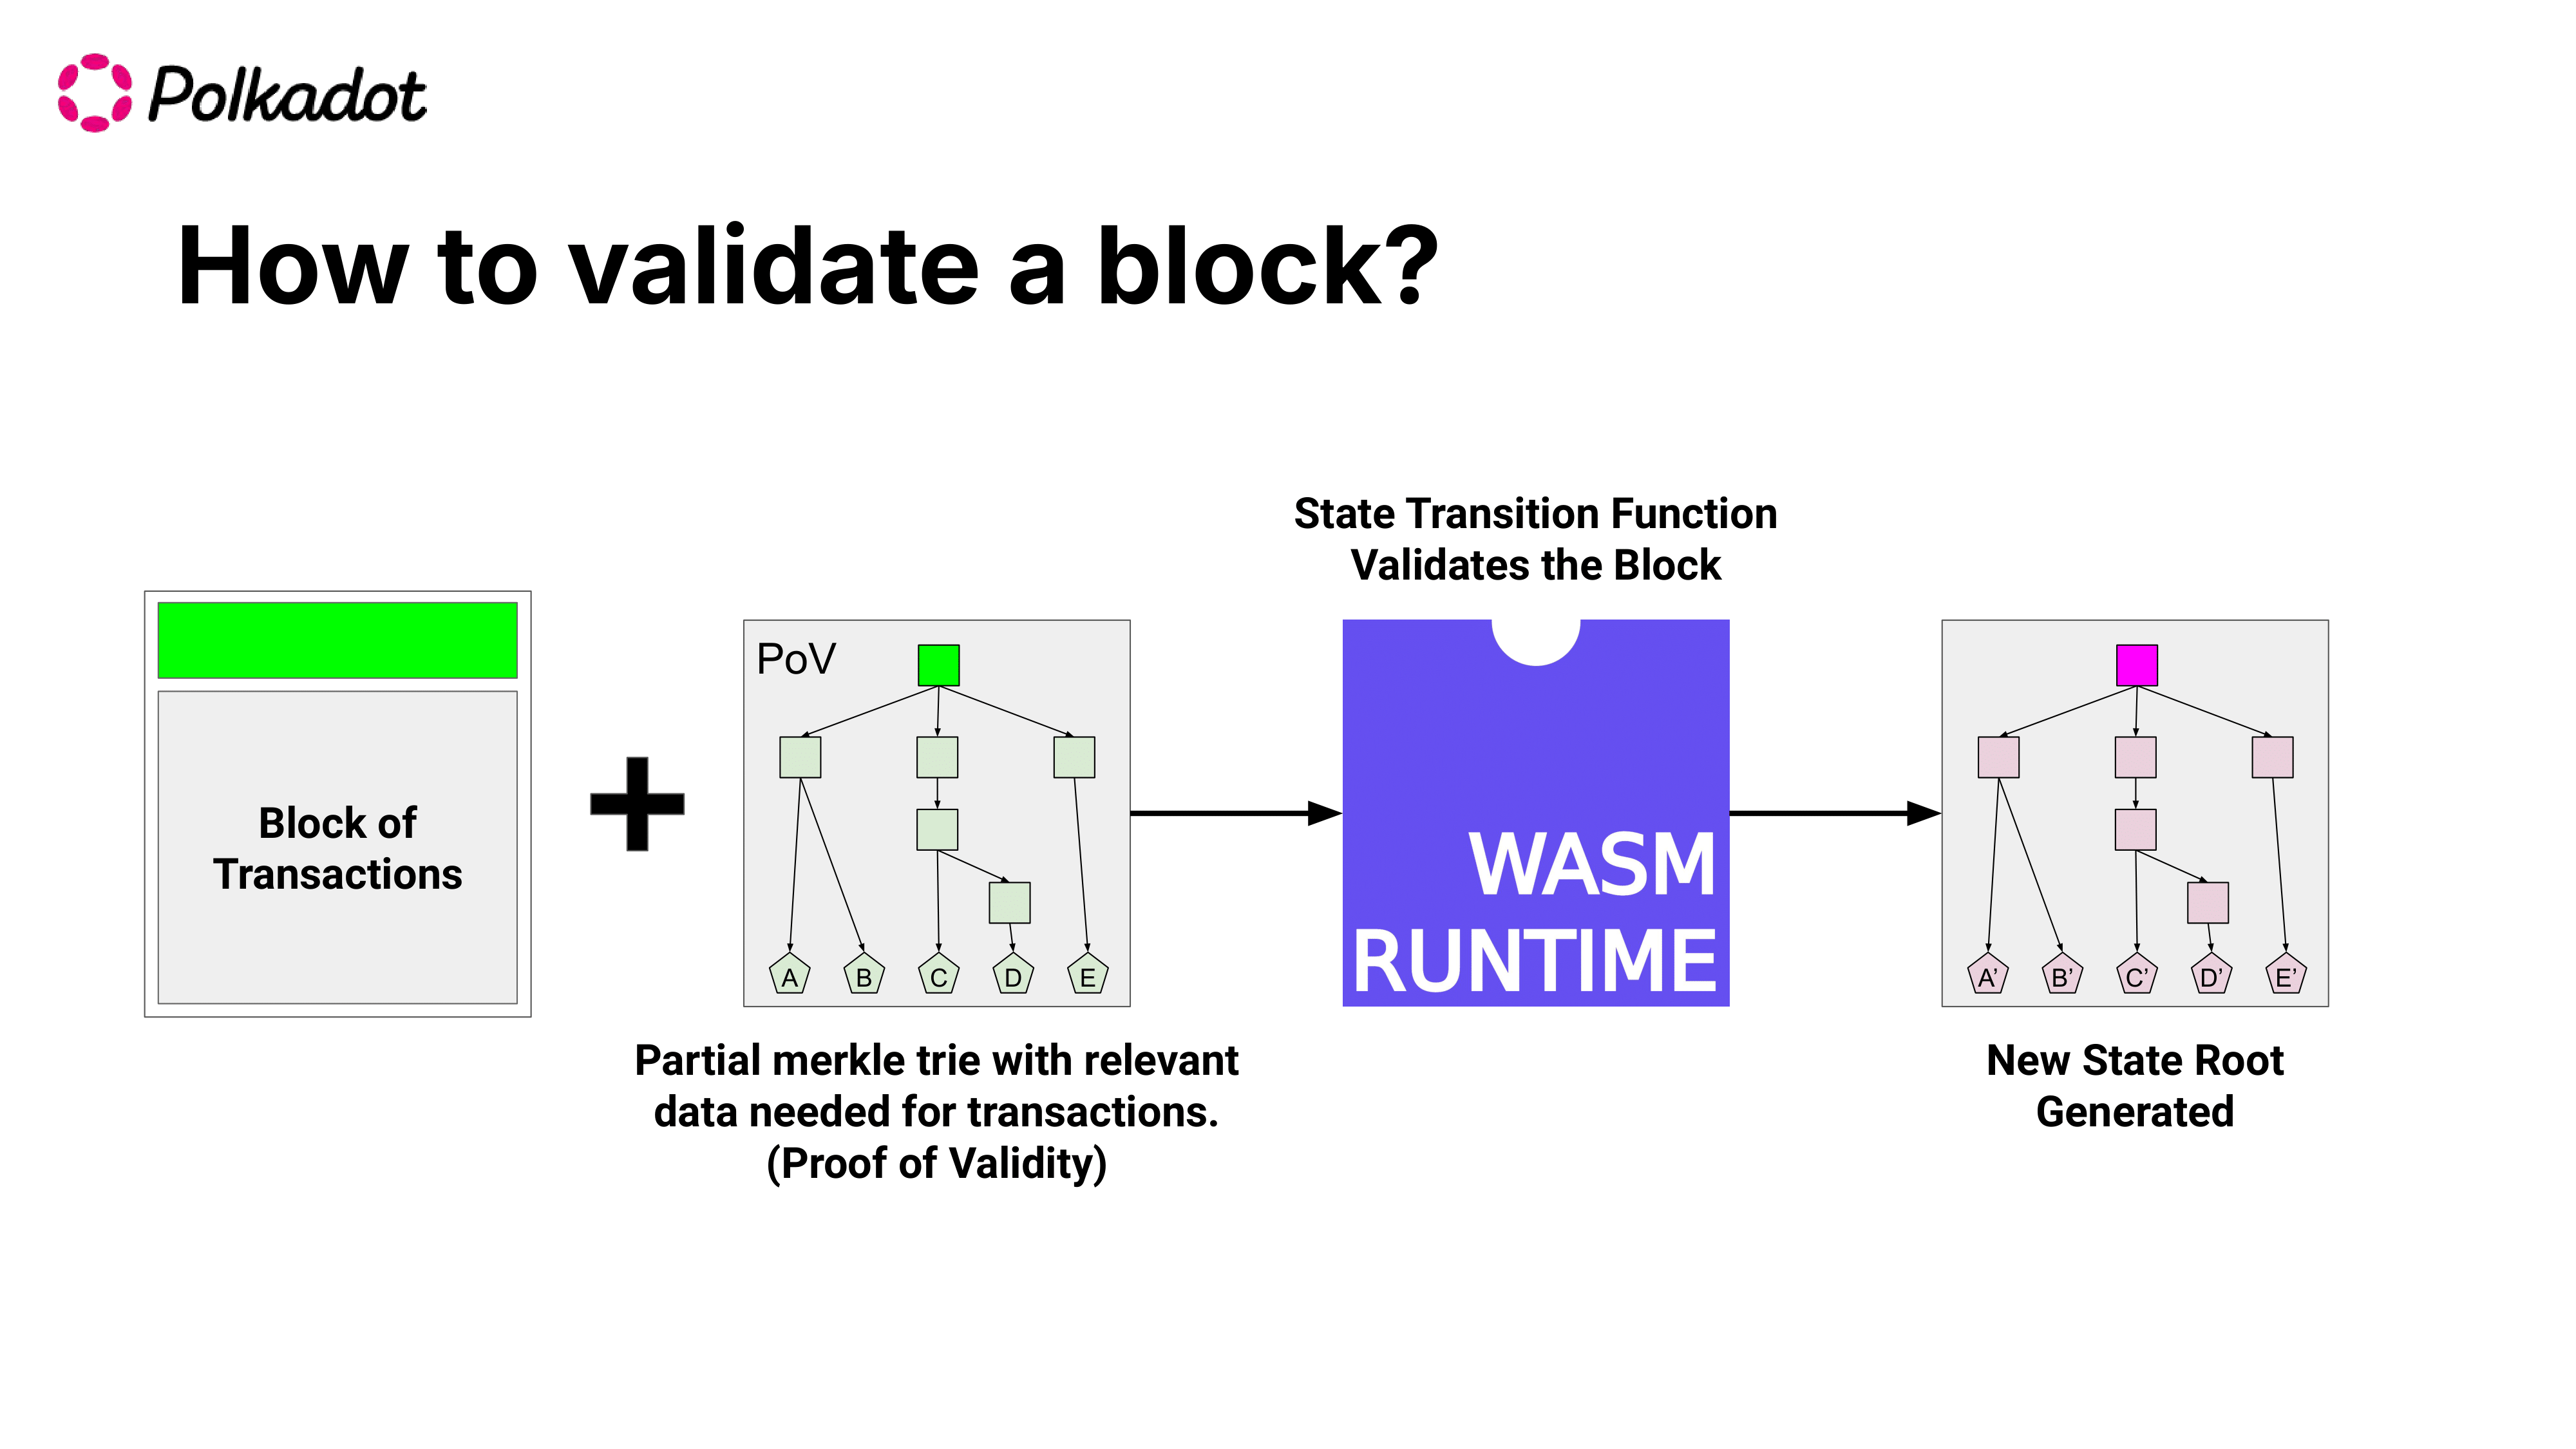 Polkadot
How to validate a block?
State Transition Function
Validates the Block
Block of
Transactions
PoV
A
B
C
D
E
WASM
RUNTIME
A’
B’
C’
D’
E’
Partial merkle trie with relevant
data needed for transactions.
(Proof of Validity)
New State Root
Generated